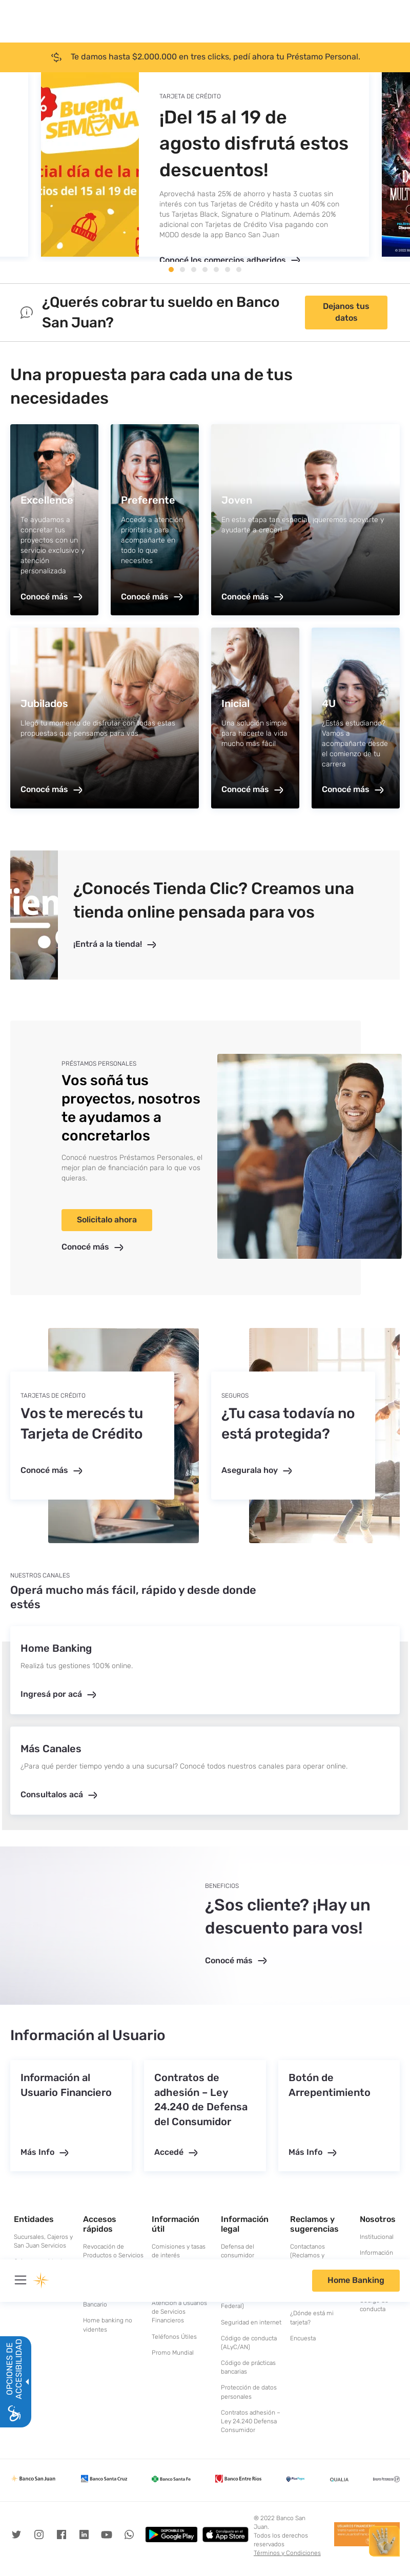 Te damos hasta $2.000.000 en tres clicks, pedí ahora tu Préstamo Personal.
Buena
SEMANA
cial día de la
icios 15 al 19 de
TARJETA DE CRÉDITO
¡Del 15 al 19 de
agosto disfrutá estos
descuentos!
Aprovechá hasta 25% de ahorro y hasta 3 cuotas sin
interés con tus Tarjetas de Crédito y hasta un 40% con
tus Tarjetas Black, Signature o Platinum. Además 20%
adicional con Tarjetas de Crédito Visa pagando con
MODO desde la app Banco San Juan
Conocé los comercios adheridos
¿Querés cobrar tu sueldo en Banco
San Juan?
Dejanos tus
datos
Una propuesta para cada una de tus
necesidades
Excellence
Te ayudamos a
concretar tus
proyectos con un
servicio exclusivo y
atención
personalizada
Conocé más
Preferente
Accedé a atención
prioritaria para
acompañarte en
todo lo que
necesites
Conocé más
Joven
En esta etapa tan especial, queremos apoyarte y
ayudarte a crecer
Conocé más
Jubilados
Llegó tu momento de disfrutar con todas estas
propuestas que pensamos para vos
Conocé más
Inicial
Una solución simple
para hacerte la vida
mucho más fácil
Conocé más
4U
¿Estás estudiando?
Vamos a
acompañarte desde
el comienzo de tu
carrera
Conocé más
¿Conocés Tienda Clic? Creamos una
tienda online pensada para vos
¡Entrá a la tienda!
PRÉSTAMOS PERSONALES
Vos soñá tus
proyectos, nosotros
te ayudamos a
concretarlos
Conocé nuestros Préstamos Personales, el
mejor plan de financiación para lo que vos
quieras.
Solicitalo ahora
Conocé más
TARJETAS DE CRÉDITO
Vos te merecés tu
Tarjeta de Crédito
Conocé más
SEGUROS
¿Tu casa todavía no
está protegida?
Asegurala hoy
NUESTROS CANALES
Operá mucho más fácil, rápido y desde donde
estés
Home Banking
Realizá tus gestiones 100% online.
Ingresá por acá
Más Canales
¿Para qué perder tiempo yendo a una sucursal? Conocé todos nuestros canales para operar online.
Consultalos acá
BENEFICIOS
¿Sos cliente? ¡Hay un
descuento para vos!
Conocé más
Información al Usuario
Información al
Usuario Financiero
Más Info
Contratos de
adhesión – Ley
24.240 de Defensa
del Consumidor
Accedé
Botón de
Arrepentimiento
Más Info
Entidades
Sucursales, Cajeros y
San Juan Servicios
Accesos
rápidos
Revocación de
Productos o Servicios
Bancario
Home banking no
videntes
Información
útil
Comisiones y tasas
de interés
Atención a Usuarios
de Servicios
Financieros
Teléfonos Útiles
Promo Mundial
Información
legal
Defensa del
consumidor
Federal)
Seguridad en internet
Código de conducta
(ALyC/AN)
Código de prácticas
bancarias
Protección de datos
personales
Contratos adhesión –
Ley 24.240 Defensa
Consumidor
Reclamos y
sugerencias
Contactanos
(Reclamos y
¿Dónde está mi
tarjeta?
Encuesta
Nosotros
Institucional
Información
conducta
Home Banking
OPCIONES DE
ACCESIBILIDAD
Banco San Juan
Banco Santa Cruz
Banco Santa Fe
Banco Entre Ríos
QUALIA
DISPONIBLE EN
Google Play
Consíguelo en el
App Store
® 2022 Banco San
Juan.
Todos los derechos
reservados
Términos y Condiciones